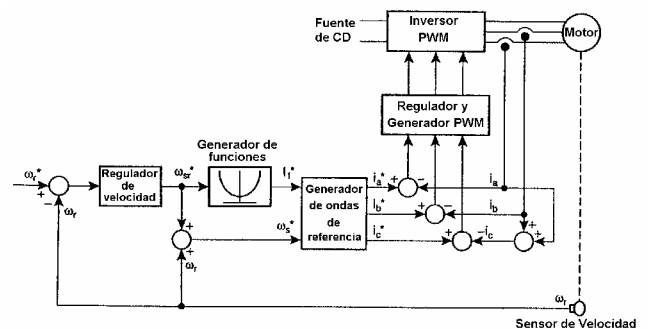 Fuente
de CD
Inversor
PWM
Motor
Regulador y
Generador PWM
Generador de
funciones
ωr*
+
−
ωr
Regulador
de
velocidad
ωsr*
I1*
+
+
ωr
ωs*
Generador
de ondas
de
referencia
ia*
ib*
ic*
+
−
+
−
+
−ic
ia
ib
+
+
ωr
Sensor de Velocidad